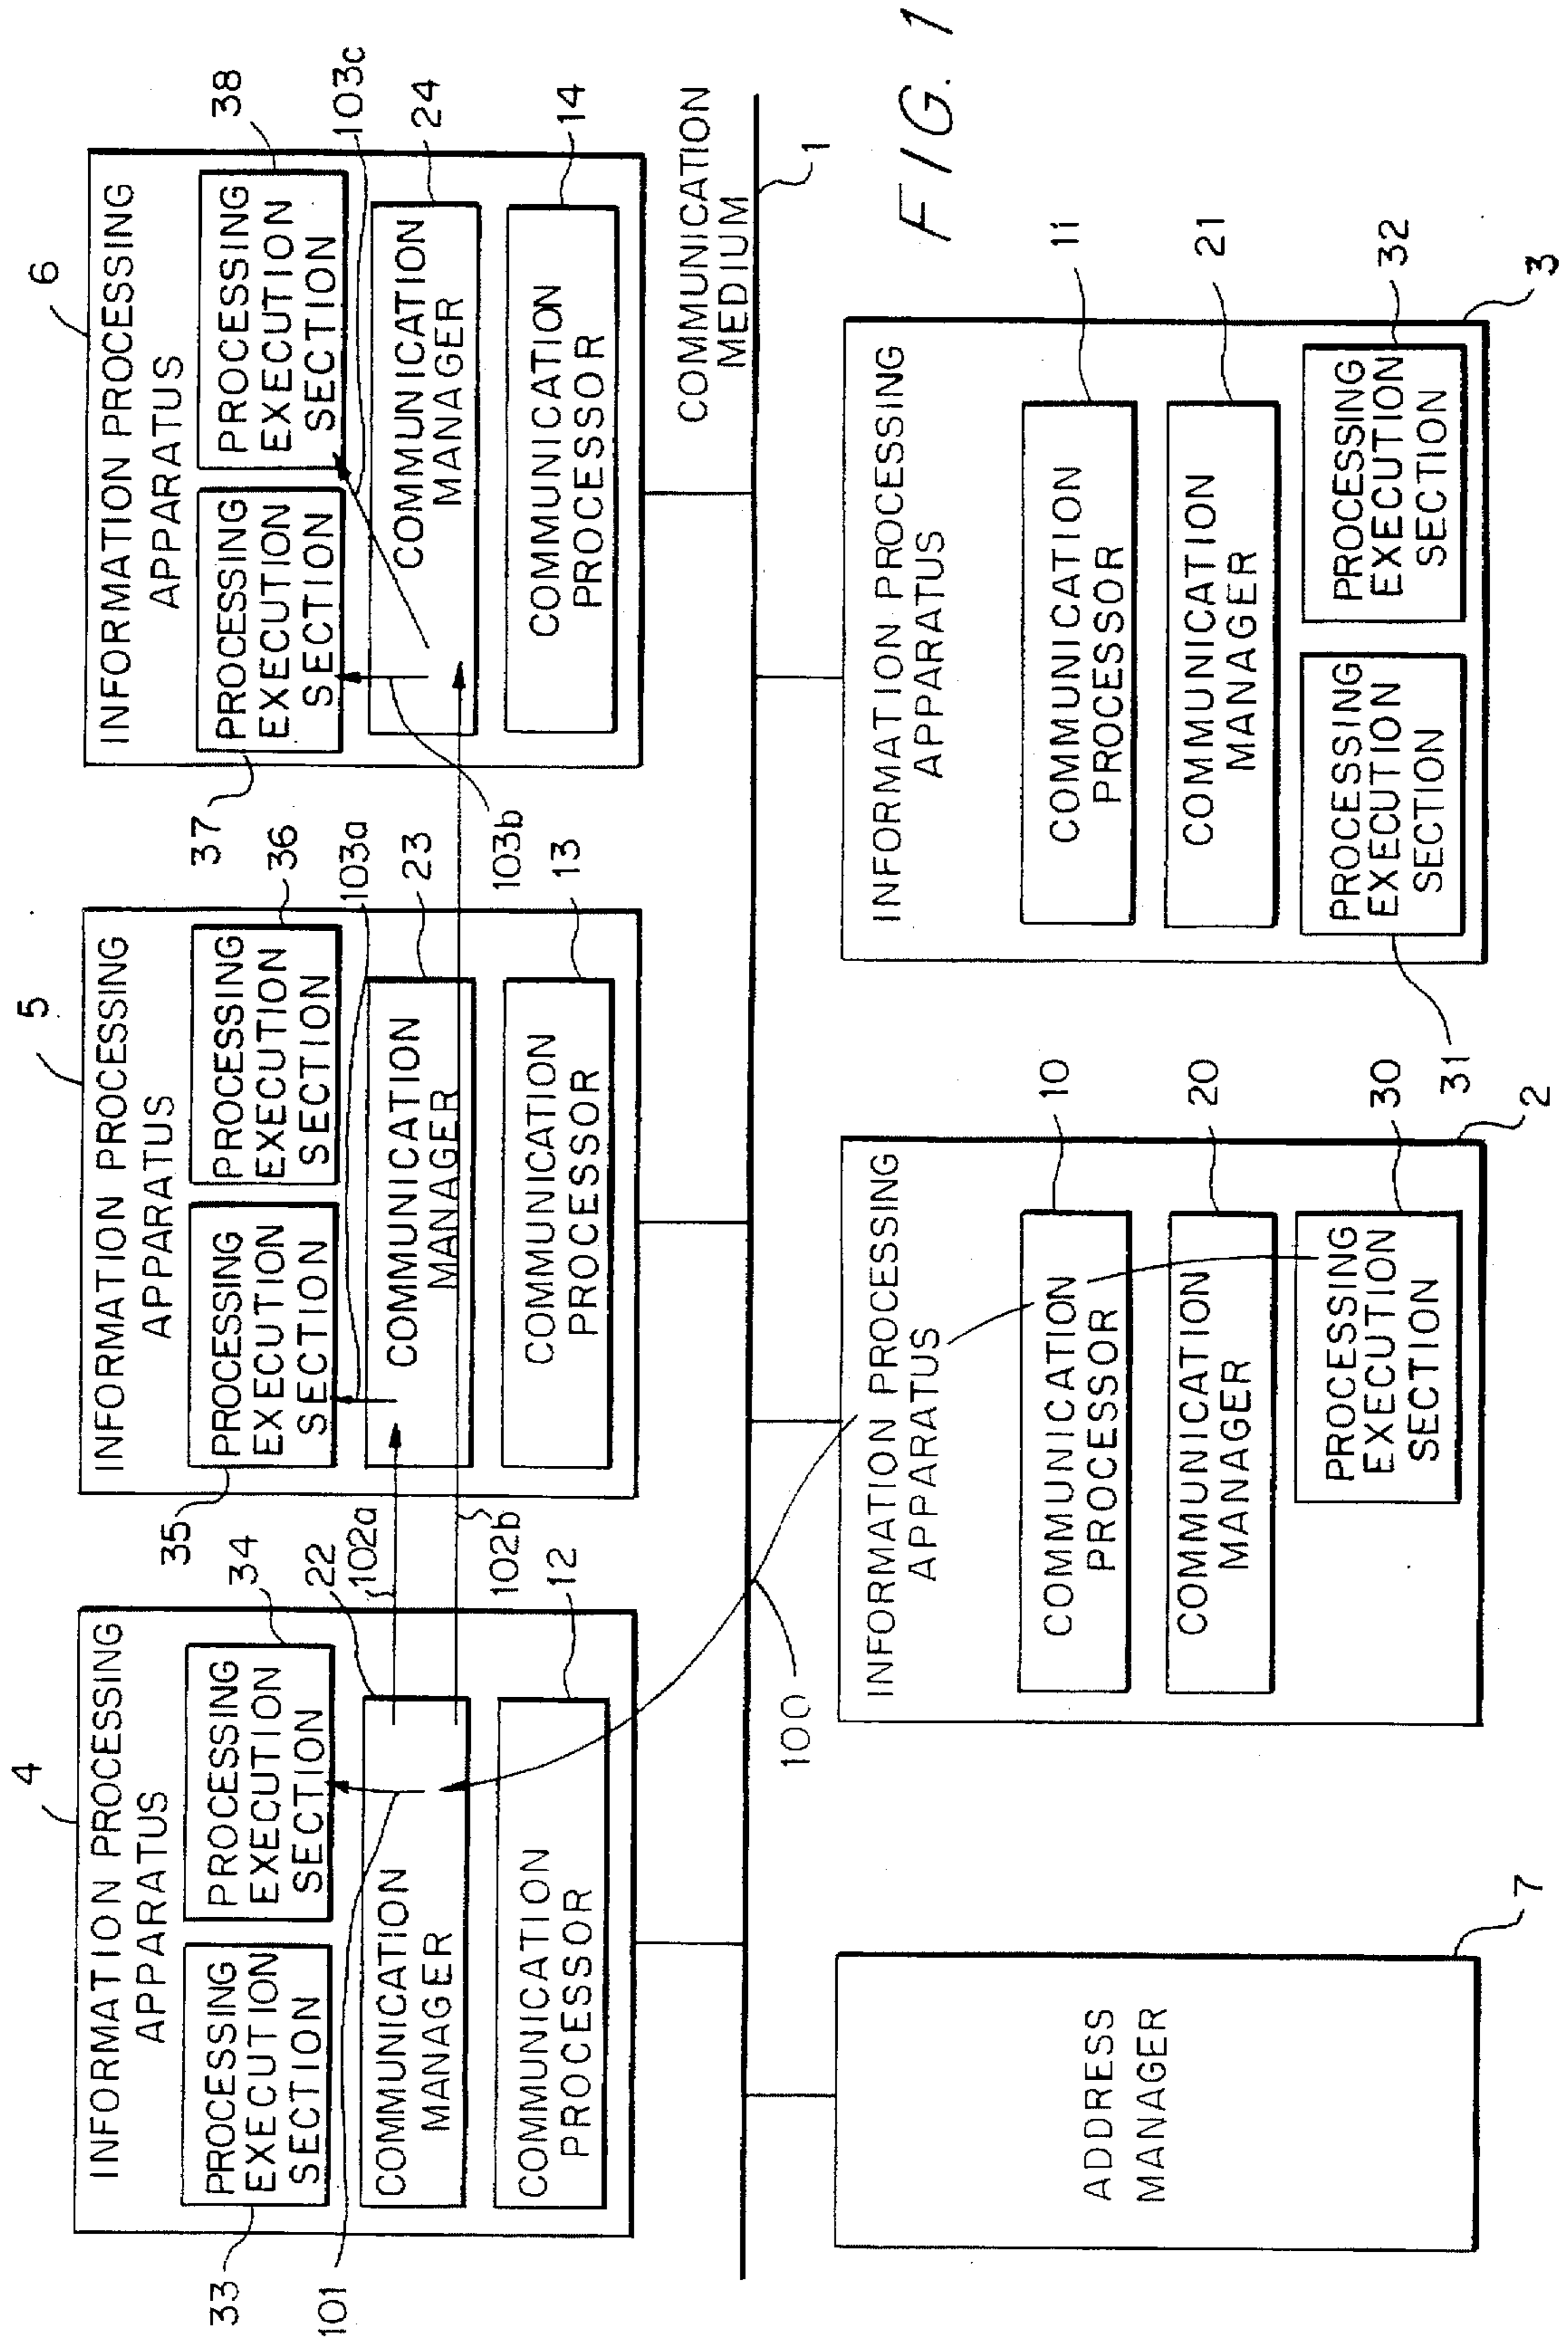 4
INFORMATION PROCESSING
APPARATUS
33
PROCESSING
EXECUTION
SECTION
34
PROCESSING
EXECUTION
SECTION
101
22
COMMUNICATION
MANAGER
12
COMMUNICATION
PROCESSOR
102a
102b
5
INFORMATION PROCESSING
APPARATUS
35
PROCESSING
EXECUTION
SECTION
36
PROCESSING
EXECUTION
SECTION
103a
23
COMMUNICATION
MANAGER
13
COMMUNICATION
PROCESSOR
6
INFORMATION PROCESSING
APPARATUS
37
PROCESSING
EXECUTION
SECTION
38
PROCESSING
EXECUTION
SECTION
103b
103c
24
COMMUNICATION
MANAGER
14
COMMUNICATION
PROCESSOR
COMMUNICATION
MEDIUM
1
100
ADDRESS
MANAGER
7
INFORMATION PROCESSING
APPARATUS
10
COMMUNICATION
PROCESSOR
20
COMMUNICATION
MANAGER
30
PROCESSING
EXECUTION
SECTION
2
INFORMATION PROCESSING
APPARATUS
11
COMMUNICATION
PROCESSOR
21
COMMUNICATION
MANAGER
31
PROCESSING
EXECUTION
SECTION
32
PROCESSING
EXECUTION
SECTION
3
FIG. 1